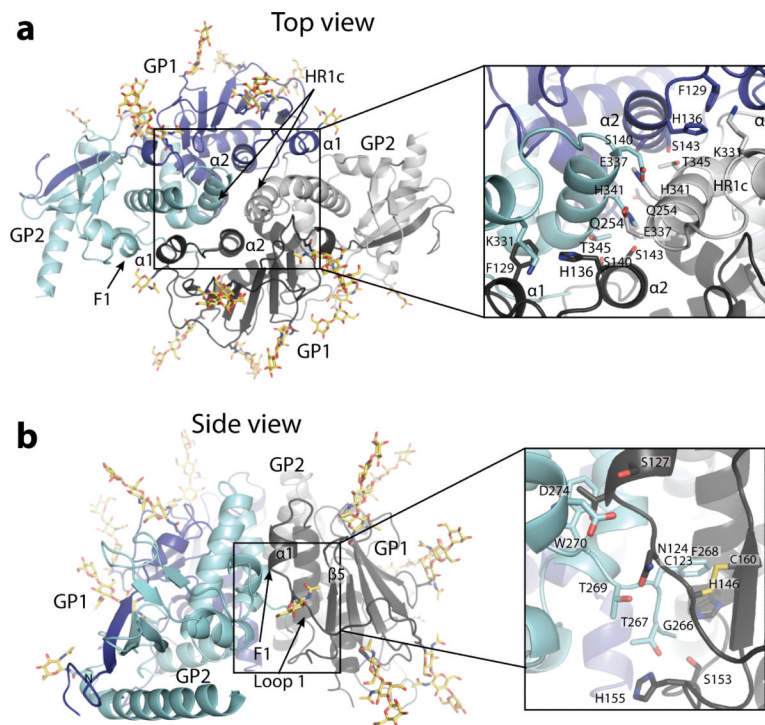 a
Top view
GP1
HR1c
GP2
α1
α2
GP2
α1
α2
F1
GP1
F129
α2
H136
α
S140
S143
K331
E337
T345
H341
H341
HR1c
Q254
Q254
E337
K331
T345
S143
F129
S140
H136
α1
α2
b
Side view
GP2
α1
GP1
β5
GP1
F1
N
GP2
Loop 1
S127
D274
W270
N124
F268
C160
C123
T269
H146
T267
G266
S153
H155